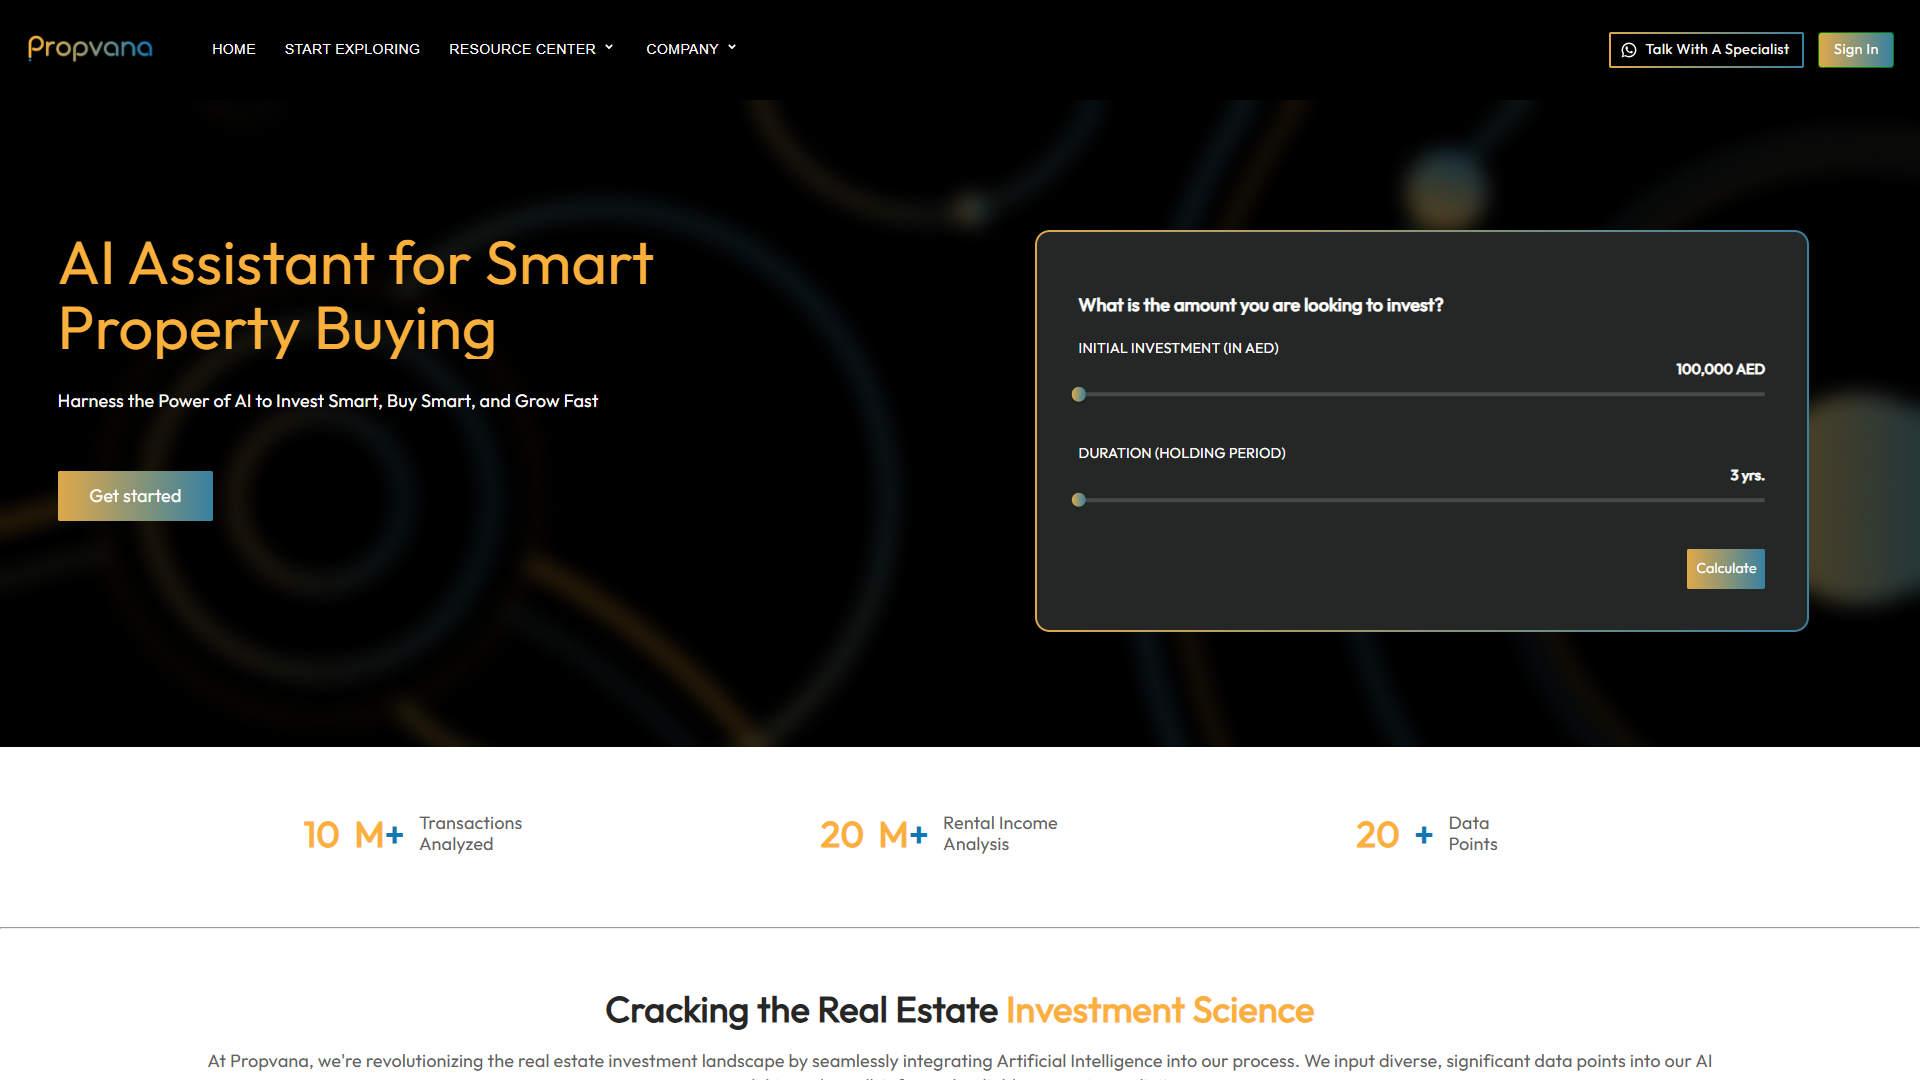 Propvana
HOME
START EXPLORING
RESOURCE CENTER
COMPANY
Talk With A Specialist
Sign In
AI Assistant for Smart
Property Buying
Harness the Power of AI to Invest Smart, Buy Smart, and Grow Fast
Get started
What is the amount you are looking to invest?
INITIAL INVESTMENT (IN AED)
100,000 AED
DURATION (HOLDING PERIOD)
3 yrs.
Calculate
10 M+
Transactions
Analyzed
20 M+
Rental Income
Analysis
20 +
Data
Points
Cracking the Real Estate Investment Science
At Propvana, we're revolutionizing the real estate investment landscape by seamlessly integrating Artificial Intelligence into our process. We input diverse, significant data points into our AI